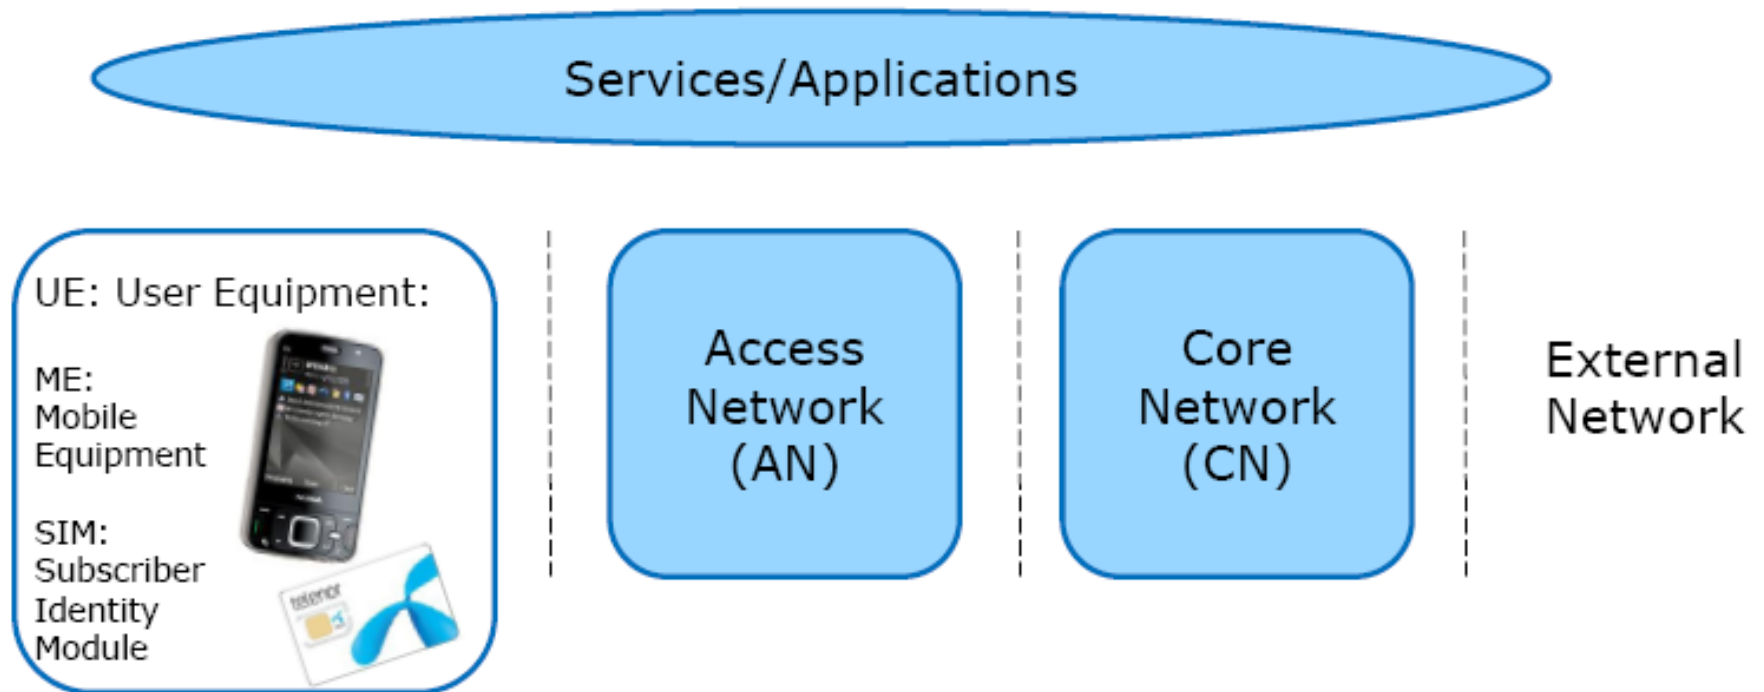 Services/Applications
UE: User Equipment:
ME:
Mobile
Equipment
SIM:
Subscriber
Identity
Module
telenor
Access
Network
(AN)
Core
Network
(CN)
External
Network